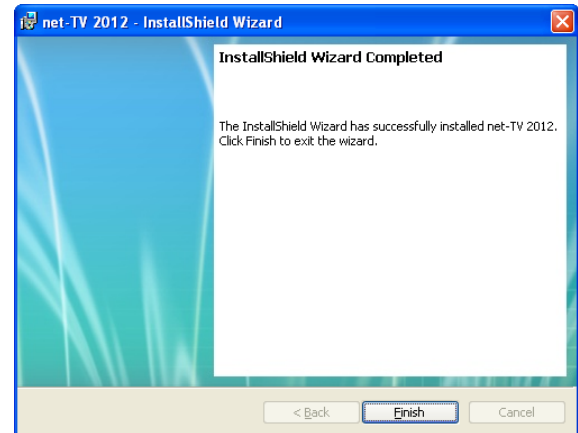 net-TV 2012 - InstallShield Wizard
InstallShield Wizard Completed
The InstallShield Wizard has successfully installed net-TV 2012.
Click Finish to exit the wizard.
< Back Finish Cancel